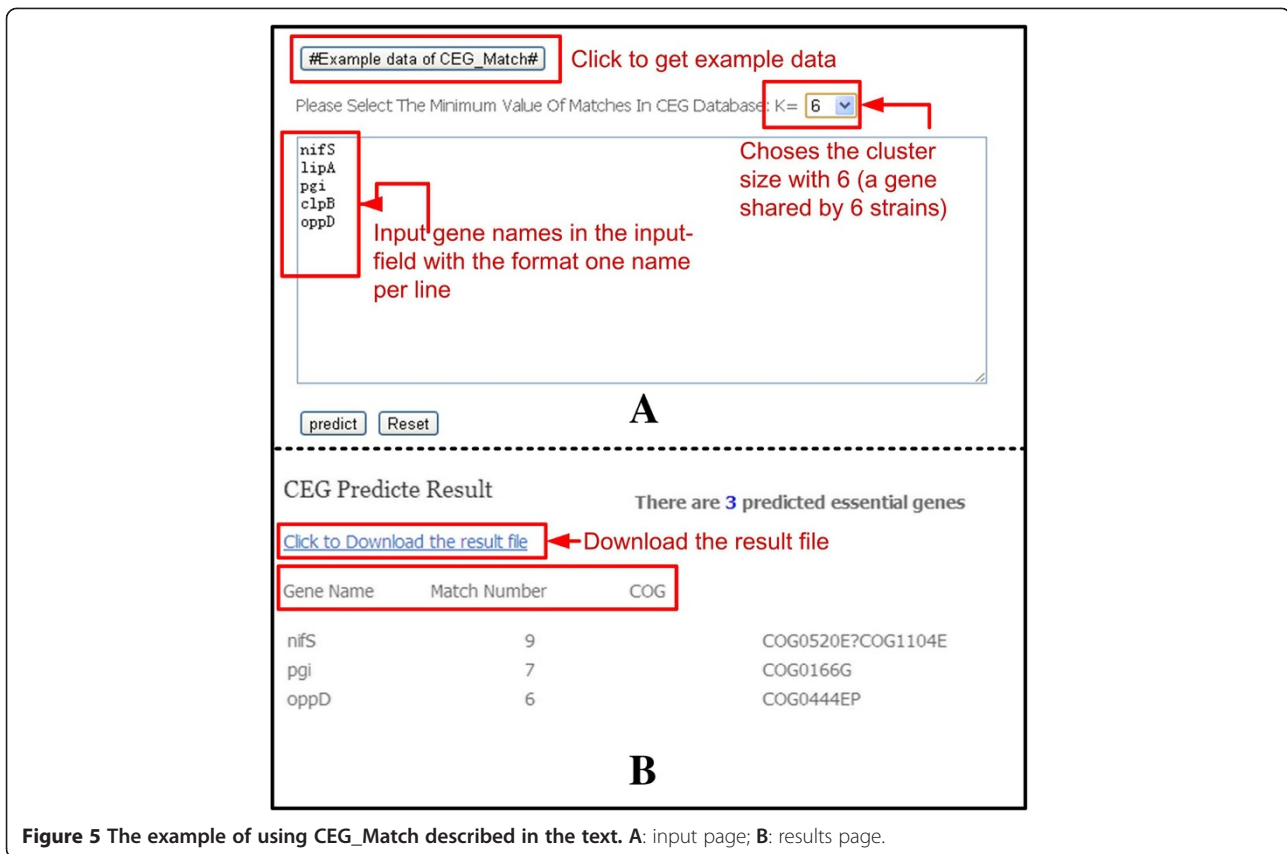 #Example data of CEG_Match#
Click to get example data
Please Select The Minimum Value Of Matches In CEG Database: K= 6
nifS
lipA
pgi
clpB
oppD
Choses the cluster
size with 6 (a gene
shared by 6 strains)
Input gene names in the input-
field with the format one name
per line
predict Reset
A
CEG Predicte Result
There are 3 predicted essential genes
Click to Download the result file
Download the result file
Gene Name Match Number COG
nifS 9 COG0520E?COG1104E
pgi 7 COG0166G
oppD 6 COG0444EP
B
Figure 5 The example of using CEG_Match described in the text. A: input page; B: results page.